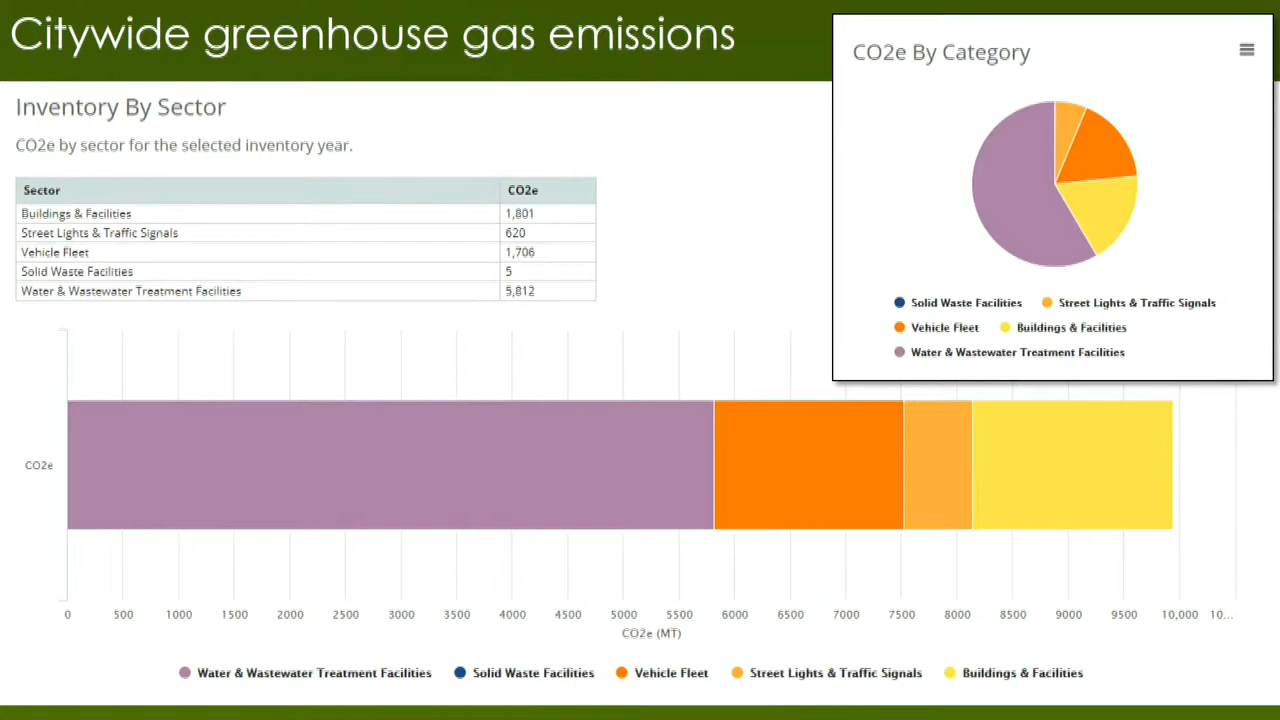 Citywide greenhouse gas emissions
Inventory By Sector
CO2e by sector for the selected inventory year.
Sector CO2e
Buildings & Facilities 1,801
Street Lights & Traffic Signals 620
Vehicle Fleet 1,706
Solid Waste Facilities 5
Water & Wastewater Treatment Facilities 5,812
CO2e By Category
Solid Waste Facilities Street Lights & Traffic Signals
Vehicle Fleet Buildings & Facilities
Water & Wastewater Treatment Facilities
CO2e
0 500 1000 1500 2000 2500 3000 3500 4000 4500 5000 5500 6000 6500 7000 7500 8000 8500 9000 9500 10,000 10...
CO2e (MT)
Water & Wastewater Treatment Facilities Solid Waste Facilities Vehicle Fleet Street Lights & Traffic Signals Buildings & Facilities